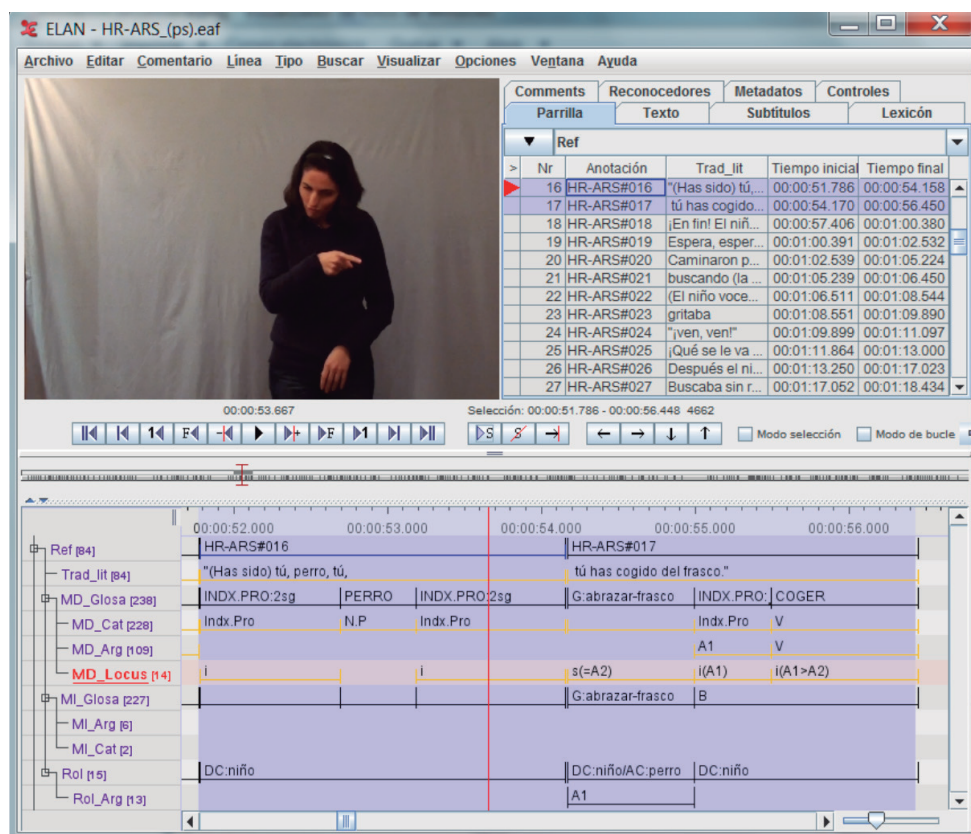 ELAN - HR-ARS_(ps).eaf
Archivo Editar Comentario Línea Tipo Buscar Visualizar Opciones Ventana Ayuda
Comments Reconocedores Metadatos Controles
Parrilla Texto Subtítulos Lexicón
Ref
> Nr Anotación Trad_lit Tiempo inicial Tiempo final
16 HR-ARS#016 "(Has sido) tú,... 00:00:51.786 00:00:54.158
17 HR-ARS#017 tú has cogido... 00:00:54.170 00:00:56.450
18 HR-ARS#018 ¡En fin! El niñ... 00:00:57.406 00:01:00.380
19 HR-ARS#019 Espera, esper... 00:01:00.391 00:01:02.532
20 HR-ARS#020 Caminaron p... 00:01:02.539 00:01:05.224
21 HR-ARS#021 buscando (la ... 00:01:05.239 00:01:06.450
22 HR-ARS#022 (El niño voce... 00:01:06.511 00:01:08.544
23 HR-ARS#023 gritaba 00:01:08.551 00:01:09.890
24 HR-ARS#024 "¡ven, ven!" 00:01:09.899 00:01:11.097
25 HR-ARS#025 ¡Qué se le va ... 00:01:11.864 00:01:13.000
26 HR-ARS#026 Después el ni... 00:01:13.250 00:01:17.023
27 HR-ARS#027 Buscaba sin r... 00:01:17.052 00:01:18.434
00:00:53.667 Selección: 00:00:51.786 - 00:00:56.448 4662
1 F F 1 S S Modo selección Modo de bucle
00:00:52.000 00:00:53.000 00:00:54.000 00:00:55.000 00:00:56.000
Ref [84] HR-ARS#016 HR-ARS#017
Trad_lit [84] "(Has sido) tú, perro, tú, tú has cogido del frasco."
MD_Glosa [238] INDX.PRO:2sg PERRO INDX.PRO:2sg G:abrazar-frasco INDX.PRO: COGER
MD_Cat [228] Indx.Pro N.P Indx.Pro Indx.Pro V
MD_Arg [109] A1 V
MD_Locus [14] i i s(=A2) i(A1) i(A1>A2)
MI_Glosa [227] G:abrazar-frasco B
MI_Arg [6]
MI_Cat [2]
Rol [15] DC:niño DC:niño/AC:perro DC:niño
Rol_Arg [13] A1